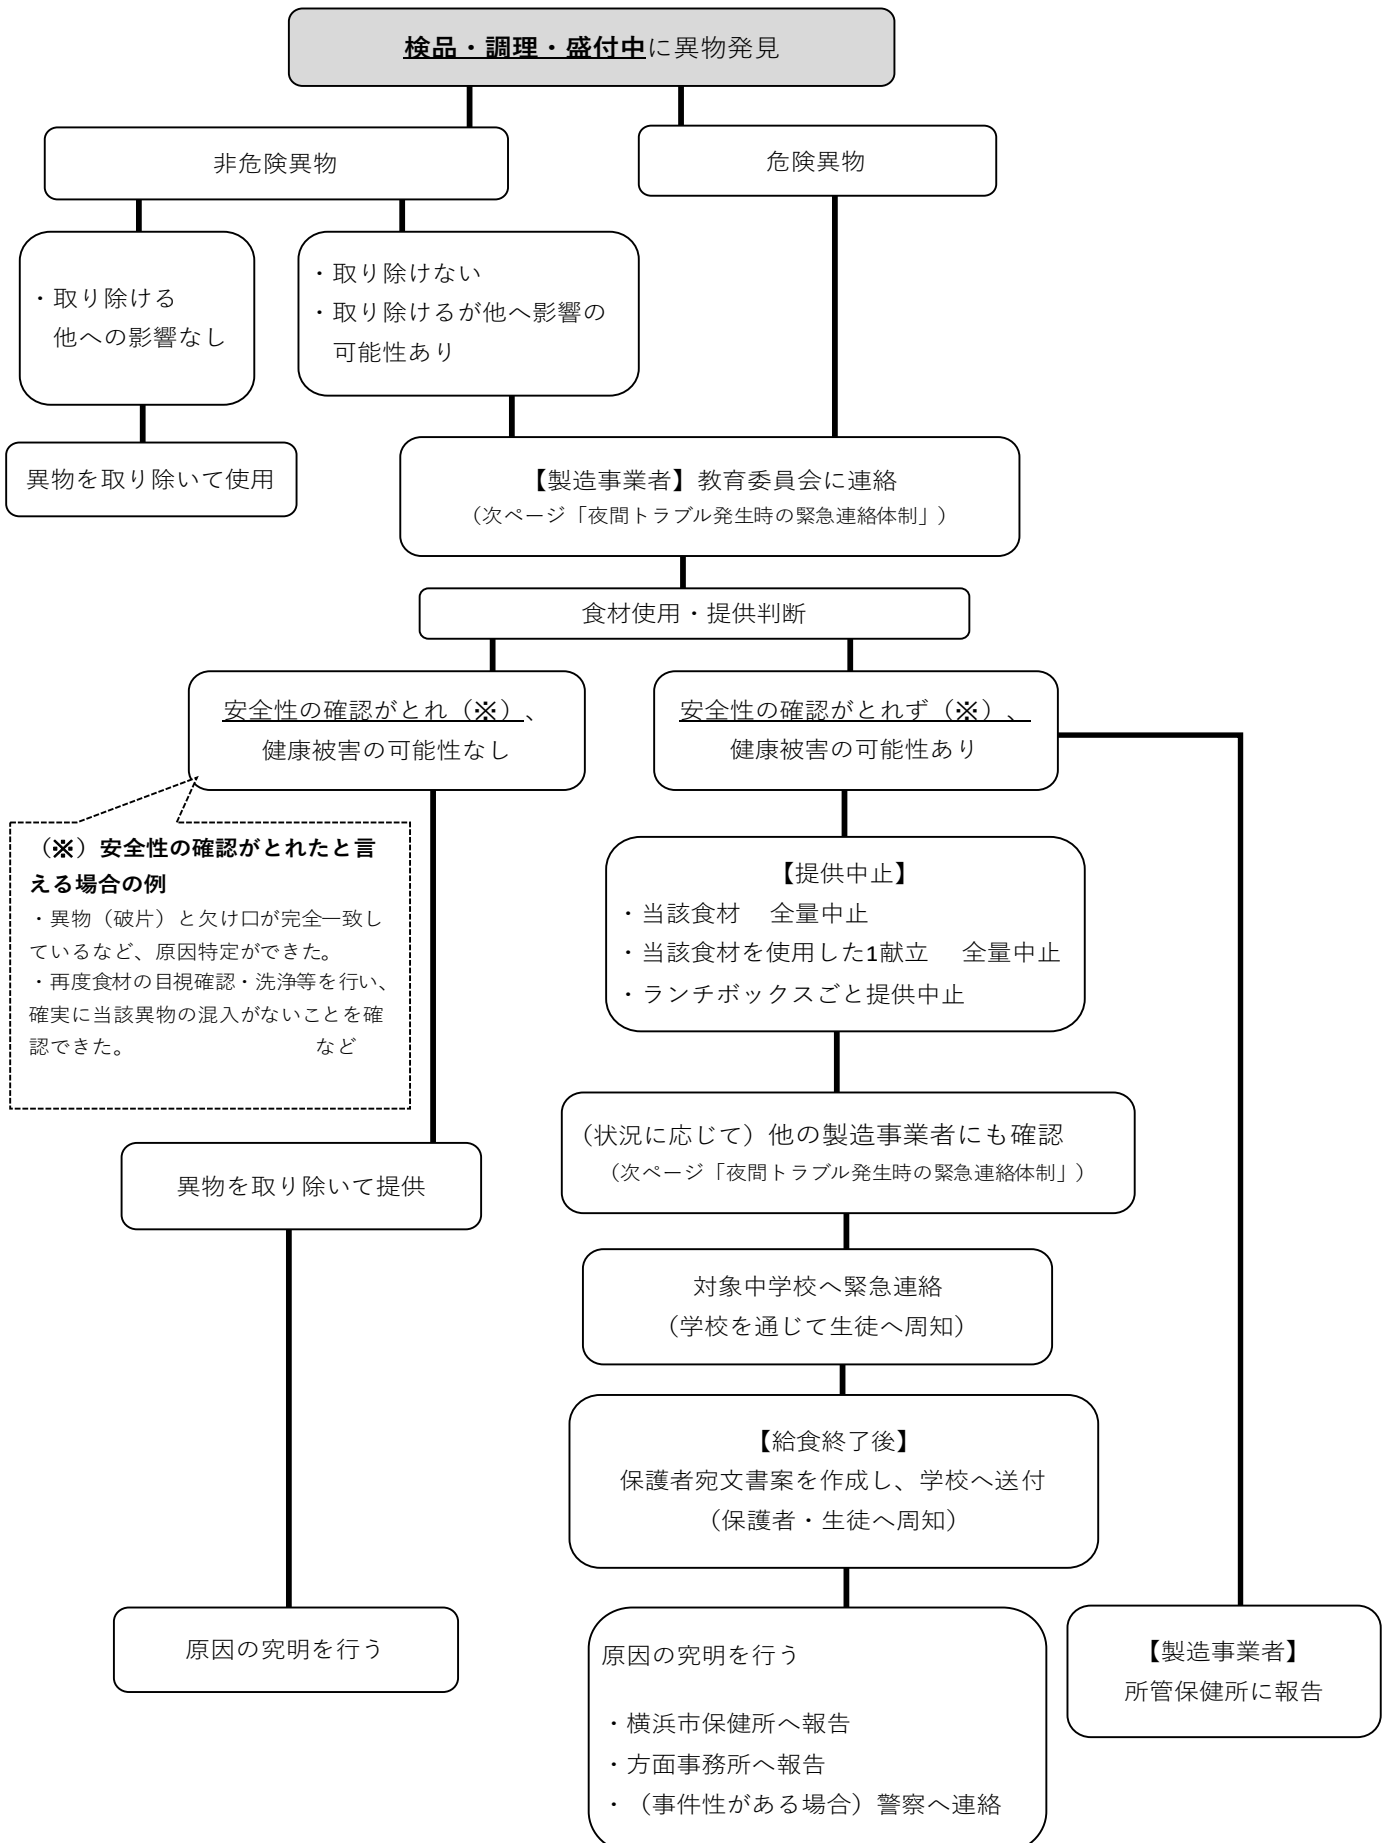 検品・調理・盛付中に異物発見
非危険異物
危険異物
・取り除ける
他への影響なし
・取り除けない
・取り除けるが他へ影響の
可能性あり
異物を取り除いて使用
【製造事業者】教育委員会に連絡
（次ページ「夜間トラブル発生時の緊急連絡体制」）
食材使用・提供判断
安全性の確認がとれ（※）、
健康被害の可能性なし
安全性の確認がとれず（※）、
健康被害の可能性あり
（※）安全性の確認がとれたと言
える場合の例
・異物（破片）と欠け口が完全一致し
ているなど、原因特定ができた。
・再度食材の目視確認・洗浄等を行い、
確実に当該異物の混入がないことを確
認できた。 など
【提供中止】
・当該食材 全量中止
・当該食材を使用した1献立 全量中止
・ランチボックスごと提供中止
（状況に応じて）他の製造事業者にも確認
（次ページ「夜間トラブル発生時の緊急連絡体制」）
異物を取り除いて提供
対象中学校へ緊急連絡
（学校を通じて生徒へ周知）
【給食終了後】
保護者宛文書案を作成し、学校へ送付
（保護者・生徒へ周知）
原因の究明を行う
原因の究明を行う
・横浜市保健所へ報告
・方面事務所へ報告
・（事件性がある場合）警察へ連絡
【製造事業者】
所管保健所に報告